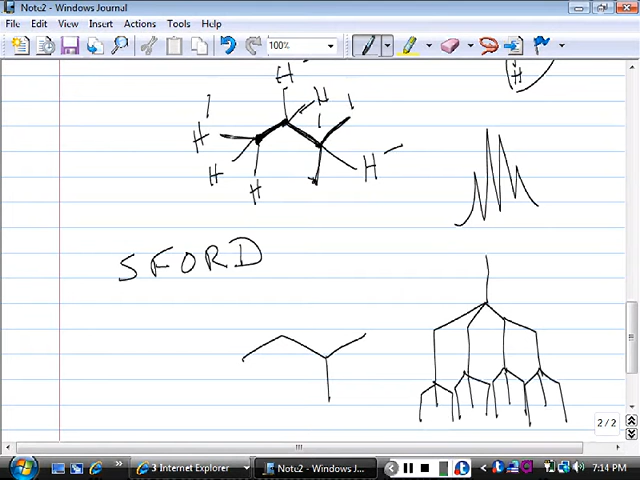 Note2 - Windows Journal
File Edit View Insert Actions Tools Help
100%
H
H
H
H
H
H
H
SFORD
2 / 2
3 Internet Explorer
Note2 - Windows J...
7:14 PM